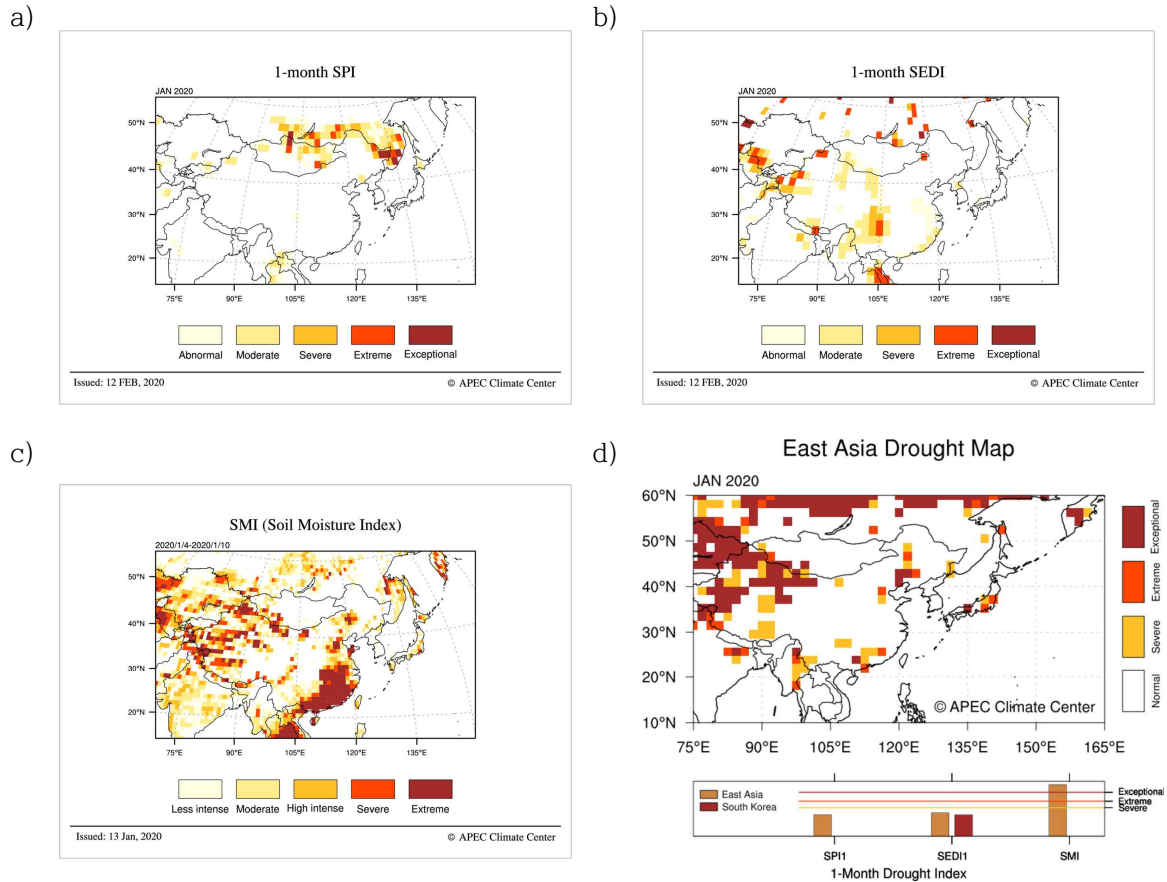 a)
1-month SPI
JAN 2020
50°N
40°N
30°N
20°N
75°E 90°E 105°E 120°E 135°E
Abnormal Moderate Severe Extreme Exceptional
Issued: 12 FEB, 2020 © APEC Climate Center
b)
1-month SEDI
JAN 2020
50°N
40°N
30°N
20°N
75°E 90°E 105°E 120°E 135°E
Abnormal Moderate Severe Extreme Exceptional
Issued: 12 FEB, 2020 © APEC Climate Center
c)
SMI (Soil Moisture Index)
2020/1/4-2020/1/10
50°N
40°N
30°N
20°N
75°E 90°E 105°E 120°E 135°E
Less intense Moderate High intense Severe Extreme
Issued: 13 Jan, 2020 © APEC Climate Center
d)
East Asia Drought Map
JAN 2020
60°N
50°N
40°N
30°N
20°N
10°N
© APEC Climate Center
75°E 90°E 105°E 120°E 135°E 150°E 165°E
Exceptional
Extreme
Severe
Normal
East Asia
South Korea
Exceptional
Extreme
Severe
SPI1 SEDI1 SMI
1-Month Drought Index